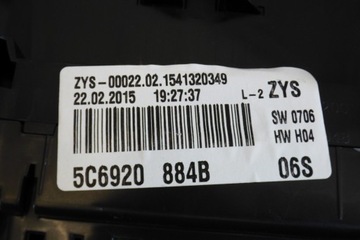 ZYS-00022.02.1541320349
22.02.2015 19:27:37 L-2 ZYS
SW 0706
HW H04
5C6920 884B 06S